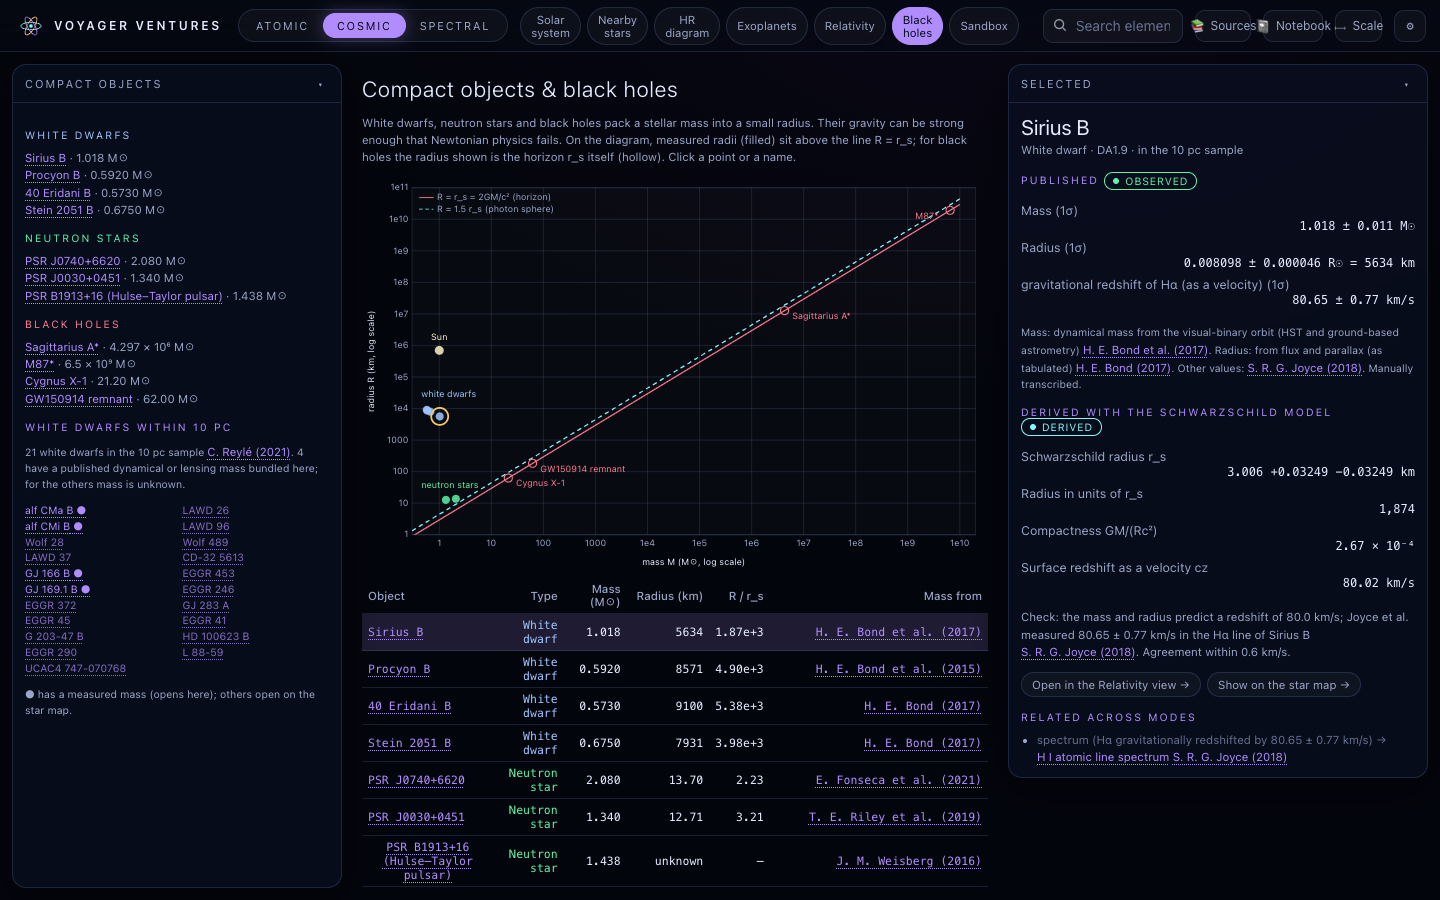 VOYAGER VENTURES
ATOMIC
COSMIC
SPECTRAL
Solar system
Nearby stars
HR diagram
Exoplanets
Relativity
Black holes
Sandbox
Search elemen
Sources
Notebook
Scale
COMPACT OBJECTS
WHITE DWARFS
Sirius B · 1.018 M☉
Procyon B · 0.5920 M☉
40 Eridani B · 0.5730 M☉
Stein 2051 B · 0.6750 M☉
NEUTRON STARS
PSR J0740+6620 · 2.080 M☉
PSR J0030+0451 · 1.340 M☉
PSR B1913+16 (Hulse–Taylor pulsar) · 1.438 M☉
BLACK HOLES
Sagittarius A* · 4.297 × 10⁶ M☉
M87* · 6.5 × 10⁹ M☉
Cygnus X-1 · 21.20 M☉
GW150914 remnant · 62.00 M☉
WHITE DWARFS WITHIN 10 PC
21 white dwarfs in the 10 pc sample C. Reylé (2021). 4
have a published dynamical or lensing mass bundled here;
for the others mass is unknown.
alf CMa B ● LAWD 26
alf CMi B ● LAWD 96
Wolf 28 Wolf 489
LAWD 37 CD-32 5613
GJ 166 B ● EGGR 453
GJ 169.1 B ● EGGR 246
EGGR 372 GJ 283 A
EGGR 45 EGGR 41
G 203-47 B HD 100623 B
EGGR 290 L 88-59
UCAC4 747-070768
● has a measured mass (opens here); others open on the
star map.
Compact objects & black holes
White dwarfs, neutron stars and black holes pack a stellar mass into a small radius. Their gravity can be strong
enough that Newtonian physics fails. On the diagram, measured radii (filled) sit above the line R = r_s; for black
holes the radius shown is the horizon r_s itself (hollow). Click a point or a name.
R = r_s = 2GM/c² (horizon)
R = 1.5 r_s (photon sphere)
1e11
1e10
1e9
1e8
1e7
1e6
1e5
1e4
1000
100
10
1
radius R (km, log scale)
M87*
Sagittarius A*
Sun
white dwarfs
GW150914 remnant
Cygnus X-1
neutron stars
1 10 100 1000 1e4 1e5 1e6 1e7 1e8 1e9 1e10
mass M (M☉, log scale)
Object Type Mass (M☉) Radius (km) R / r_s Mass from
Sirius B White dwarf 1.018 5634 1.87e+3 H. E. Bond et al. (2017)
Procyon B White dwarf 0.5920 8571 4.90e+3 H. E. Bond et al. (2015)
40 Eridani B White dwarf 0.5730 9100 5.38e+3 H. E. Bond (2017)
Stein 2051 B White dwarf 0.6750 7931 3.98e+3 H. E. Bond (2017)
PSR J0740+6620 Neutron star 2.080 13.70 2.23 E. Fonseca et al. (2021)
PSR J0030+0451 Neutron star 1.340 12.71 3.21 T. E. Riley et al. (2019)
PSR B1913+16 (Hulse–Taylor pulsar) Neutron star 1.438 unknown – J. M. Weisberg (2016)
SELECTED
Sirius B
White dwarf · DA1.9 · in the 10 pc sample
PUBLISHED ● OBSERVED
Mass (1σ)
1.018 ± 0.011 M☉
Radius (1σ)
0.008098 ± 0.000046 R☉ = 5634 km
gravitational redshift of Hα (as a velocity) (1σ)
80.65 ± 0.77 km/s
Mass: dynamical mass from the visual-binary orbit (HST and ground-based
astrometry) H. E. Bond et al. (2017). Radius: from flux and parallax (as
tabulated) H. E. Bond (2017). Other values: S. R. G. Joyce (2018). Manually
transcribed.
DERIVED WITH THE SCHWARZSCHILD MODEL
● DERIVED
Schwarzschild radius r_s
3.006 +0.03249 −0.03249 km
Radius in units of r_s
1,874
Compactness GM/(Rc²)
2.67 × 10⁻⁴
Surface redshift as a velocity cz
80.02 km/s
Check: the mass and radius predict a redshift of 80.0 km/s; Joyce et al.
measured 80.65 ± 0.77 km/s in the Hα line of Sirius B
S. R. G. Joyce (2018). Agreement within 0.6 km/s.
Open in the Relativity view →
Show on the star map →
RELATED ACROSS MODES
• spectrum (Hα gravitationally redshifted by 80.65 ± 0.77 km/s) →
H I atomic line spectrum S. R. G. Joyce (2018)